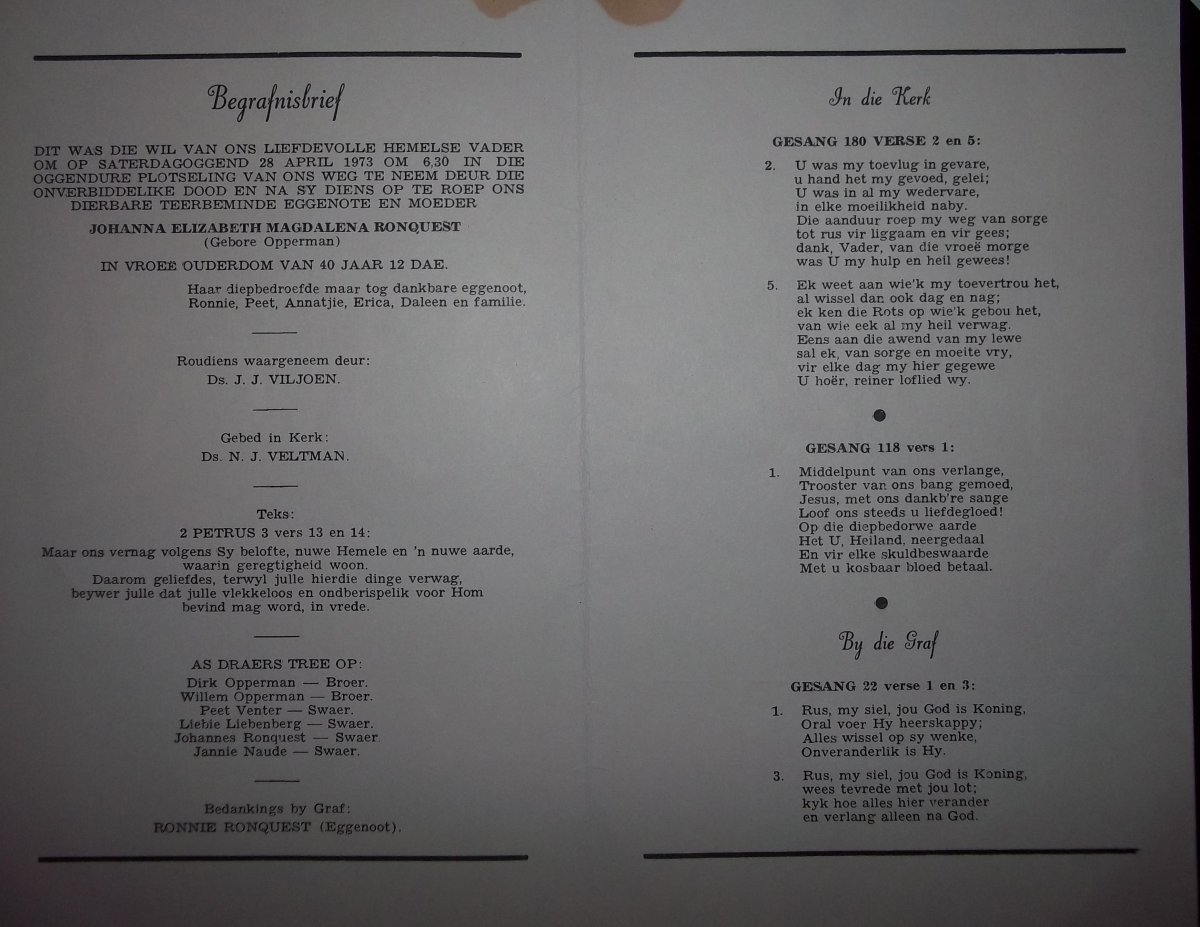 Begrafnisbrief
DIT WAS DIE WIL VAN ONS LIEFDEVOLLE HEMELSE VADER
OM OP SATERDAGOGGEND 28 APRIL 1973 OM 6,30 IN DIE
OGGENDURE PLOTSELING VAN ONS WEG TE NEEM DEUR DIE
ONVERBIDDELIKE DOOD EN NA SY DIENS OP TE ROEP ONS
DIERBARE TEERBEMINDE EGGENOTE EN MOEDER
JOHANNA ELIZABETH MAGDALENA RONQUEST
(Gebore Opperman)
IN VROEË OUDERDOM VAN 40 JAAR 12 DAE.
Haar diepbedroefde maar tog dankbare eggenoot,
Ronnie, Peet, Annatjie, Erica, Daleen en familie.
Roudiens waargeneem deur:
Ds. J. J. VILJOEN.
Gebed in Kerk:
Ds. N. J. VELTMAN.
Teks:
2 PETRUS 3 vers 13 en 14:
Maar ons vernag volgens Sy belofte, nuwe Hemele en 'n nuwe aarde,
waarin geregtigheid woon.
Daarom geliefdes, terwyl julle hierdie dinge verwag,
beywer julle dat julle vlekkeloos en ondberispelik voor Hom
bevind mag word, in vrede.
AS DRAERS TREE OP:
Dirk Opperman — Broer.
Willem Opperman — Broer.
Peet Venter — Swaer.
Liebie Liebenberg — Swaer.
Johannes Ronquest — Swaer
Jannie Naude — Swaer.
Bedankings by Graf:
RONNIE RONQUEST (Eggenoot).
In die Kerk
GESANG 180 VERSE 2 en 5:
2. U was my toevlug in gevare,
u hand het my gevoed, gelei;
U was in al my wedervare,
in elke moeilikheid naby.
Die aanduur roep my weg van sorge
tot rus vir liggaam en vir gees;
dank, Vader, van die vroeë morge
was U my hulp en heil gewees!
5. Ek weet aan wie'k my toevertrou het,
al wissel dan ook dag en nag;
ek ken die Rots op wie'k gebou het,
van wie eek al my heil verwag.
Eens aan die awend van my lewe
sal ek, van sorge en moeite vry,
vir elke dag my hier gegewe
U hoër, reiner loflied wy.
GESANG 118 vers 1:
1. Middelpunt van ons verlange,
Trooster van ons bang gemoed,
Jesus, met ons dankb're sange
Loof ons steeds u liefdegloed!
Op die diepbedorwe aarde
Het U, Heiland, neergedaal
En vir elke skuldbeswaarde
Met u kosbaar bloed betaal.
By die Graf
GESANG 22 verse 1 en 3:
1. Rus, my siel, jou God is Koning,
Oral voer Hy heerskappy;
Alles wissel op sy wenke,
Onveranderlik is Hy.
3. Rus, my siel, jou God is Koning,
wees tevrede met jou lot;
kyk hoe alles hier verander
en verlang alleen na God.